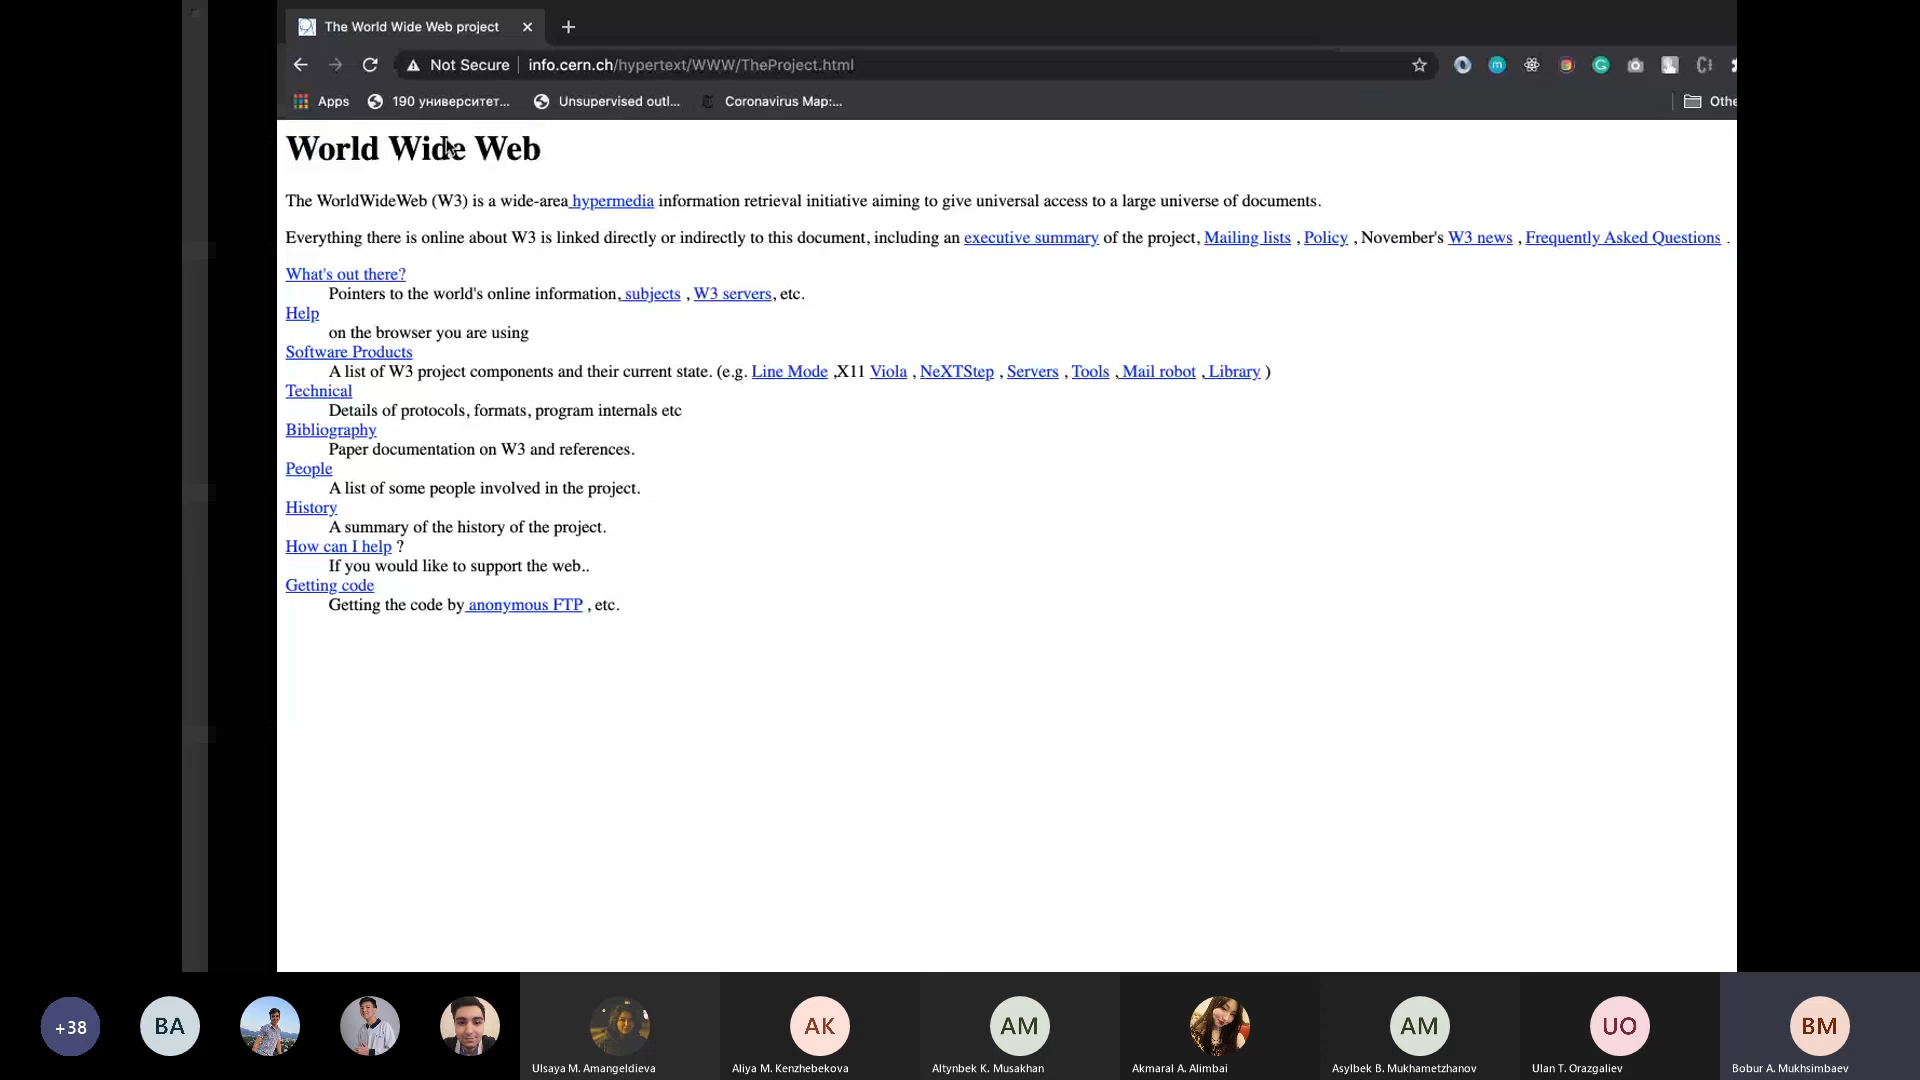 The World Wide Web project
Not Secure info.cern.ch/hypertext/WWW/TheProject.html
Apps 190 университет... Unsupervised outl... Coronavirus Map:...
World Wide Web
The WorldWideWeb (W3) is a wide-area hypermedia information retrieval initiative aiming to give universal access to a large universe of documents.
Everything there is online about W3 is linked directly or indirectly to this document, including an executive summary of the project, Mailing lists , Policy , November's W3 news , Frequently Asked Questions .
What's out there?
Pointers to the world's online information, subjects , W3 servers, etc.
Help
on the browser you are using
Software Products
A list of W3 project components and their current state. (e.g. Line Mode ,X11 Viola , NeXTStep , Servers , Tools , Mail robot , Library )
Technical
Details of protocols, formats, program internals etc
Bibliography
Paper documentation on W3 and references.
People
A list of some people involved in the project.
History
A summary of the history of the project.
How can I help ?
If you would like to support the web..
Getting code
Getting the code by anonymous FTP , etc.
+38 BA AK AM AM UO BM
Ulsaya M. Amangeldieva Aliya M. Kenzhebekova Altynbek K. Musakhan Akmaral A. Alimbai Asylbek B. Mukhametzhanov Ulan T. Orazgaliev Bobur A. Mukhsimbaev